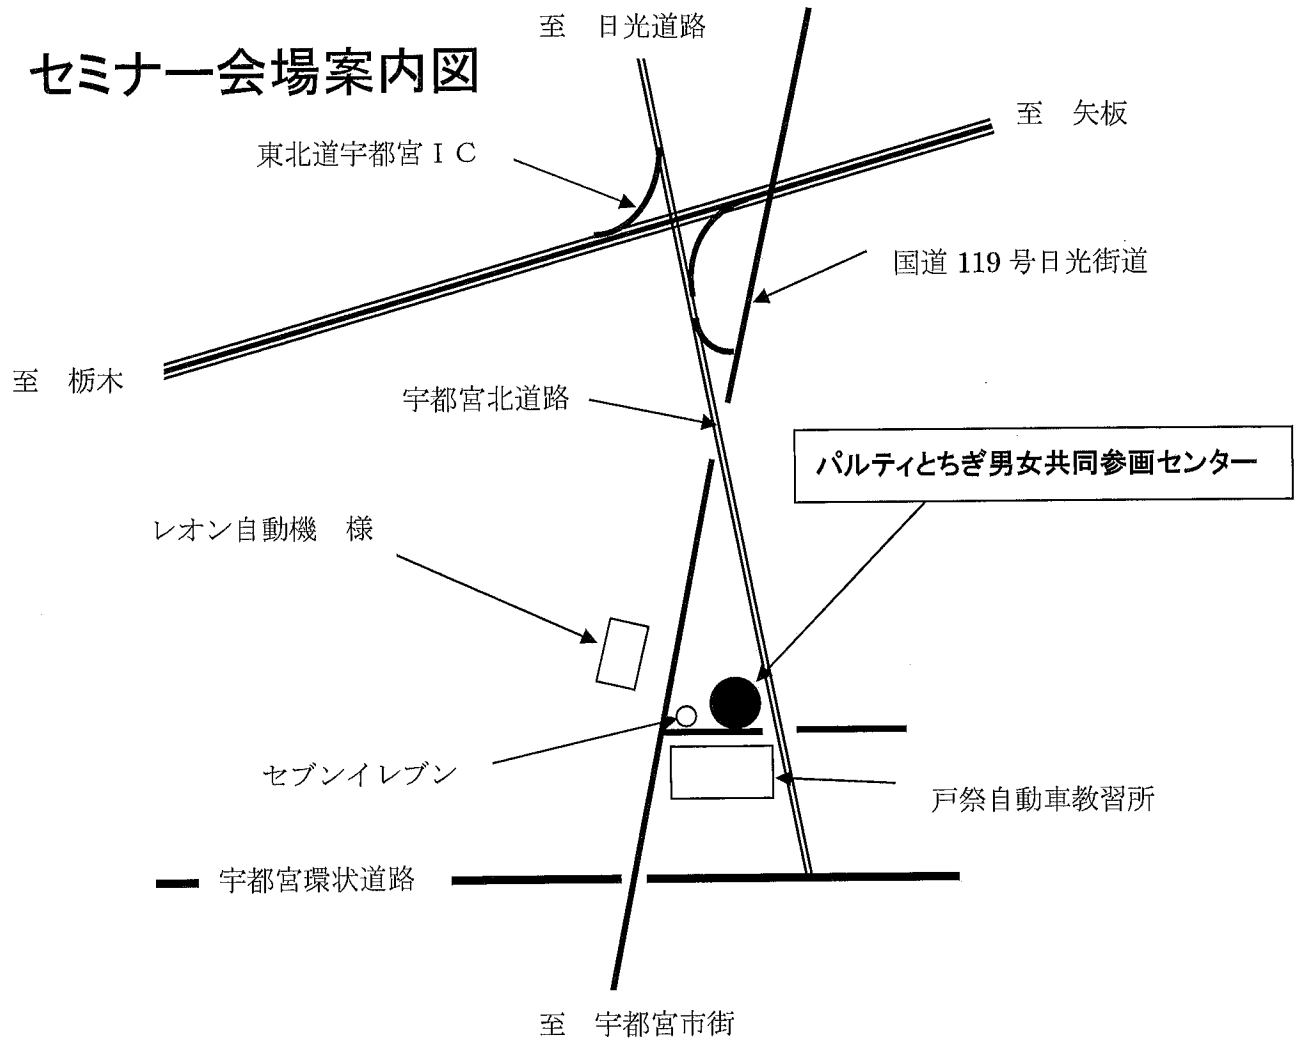 至　日光道路
セミナー会場案内図
至　矢板
東北道宇都宮ＩＣ
国道 119 号日光街道
至　栃木
宇都宮北道路
パルティとちぎ男女共同参画センター
レオン自動機　様
セブンイレブン
戸祭自動車教習所
宇都宮環状道路
至　宇都宮市街